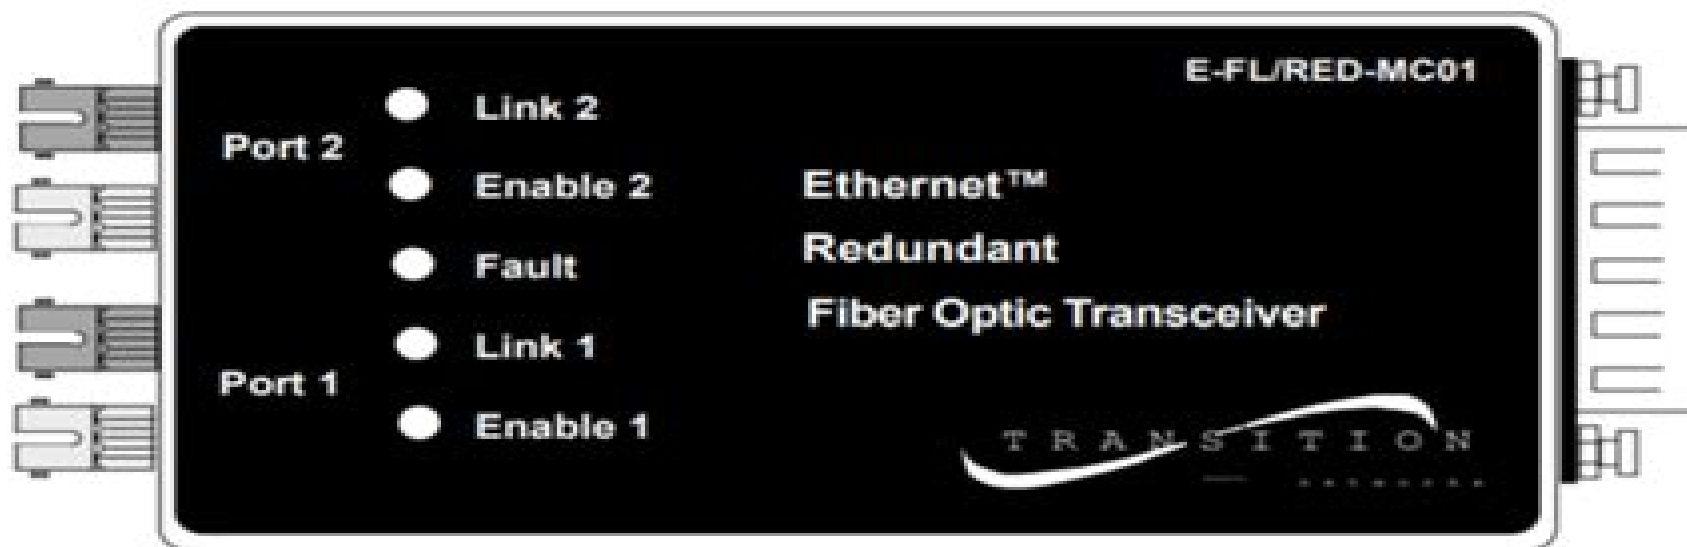 E-FL/RED-MC01
Link 2
Port 2
Enable 2
Fault
Link 1
Port 1
Enable 1
Ethernet™
Redundant
Fiber Optic Transceiver
TRANSITION
networks